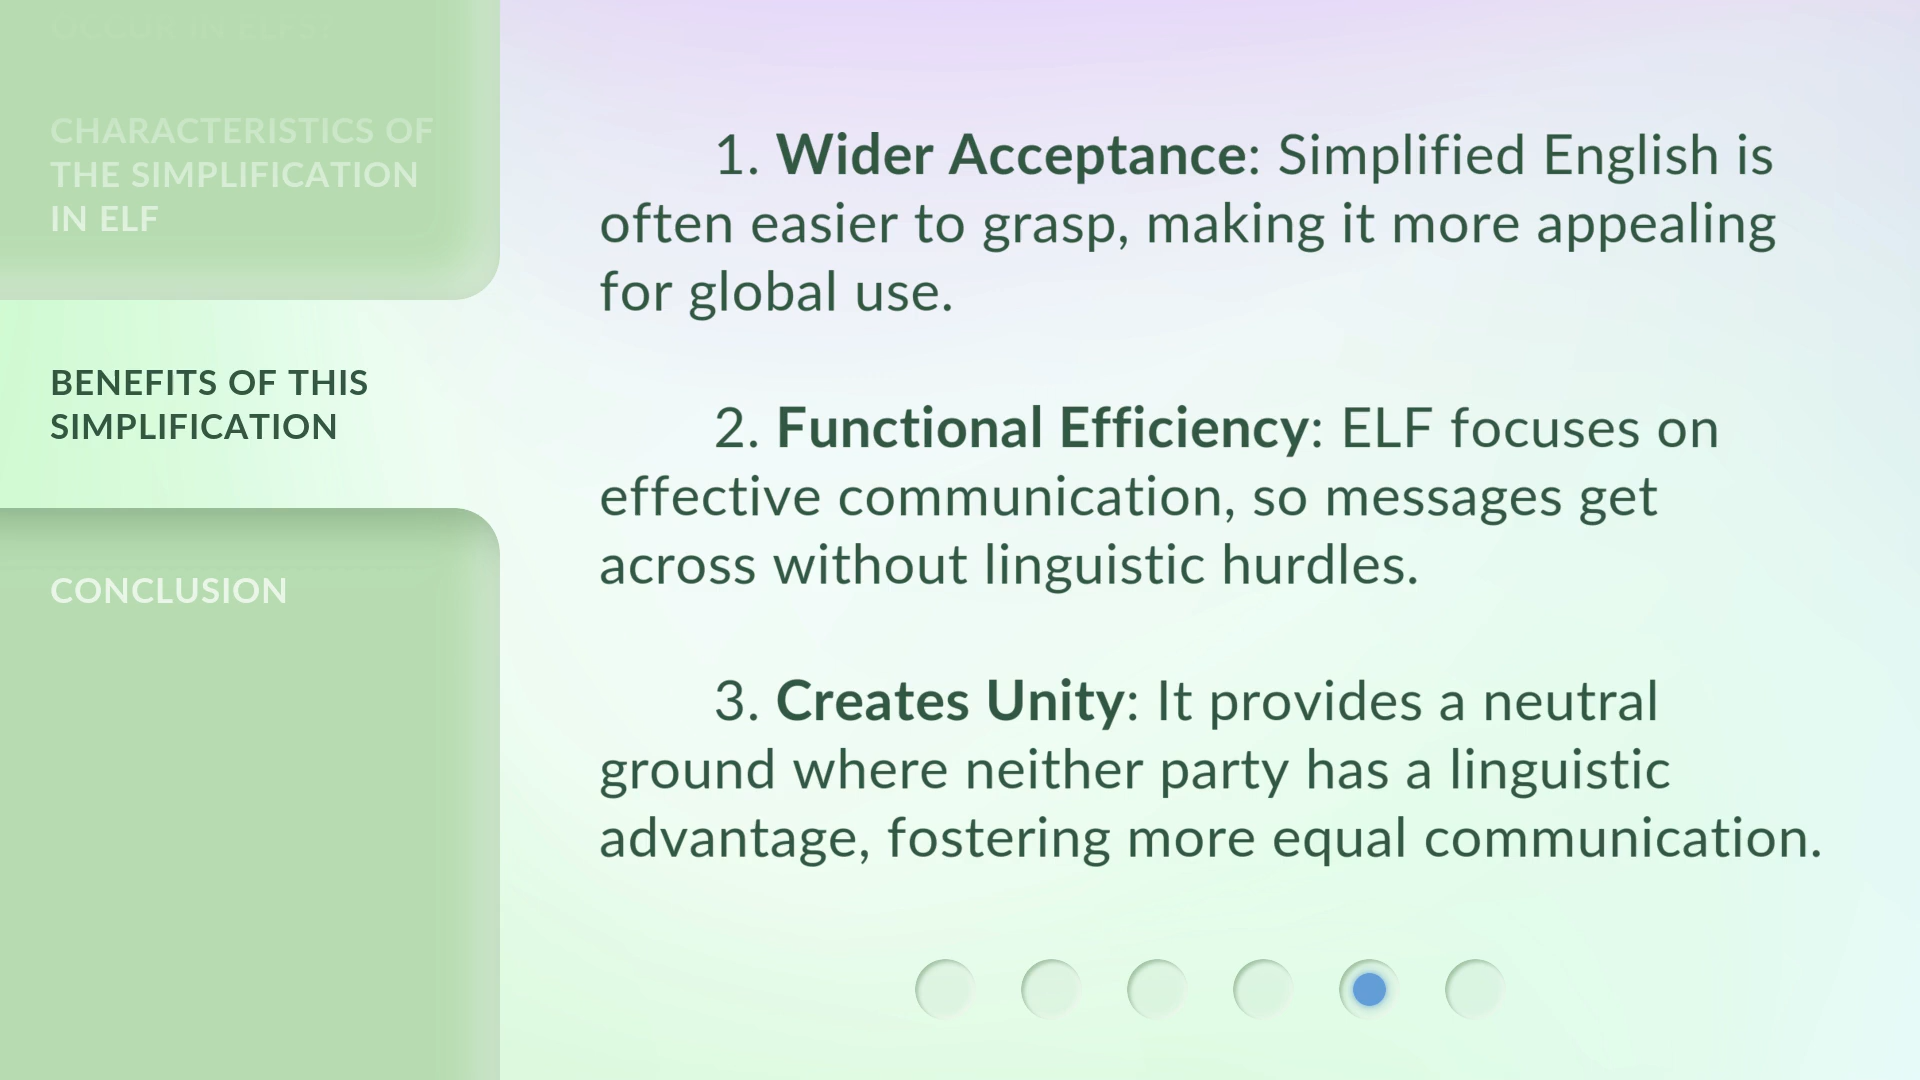 OCCUR IN ELFS?
CHARACTERISTICS OF
THE SIMPLIFICATION
IN ELF
BENEFITS OF THIS
SIMPLIFICATION
CONCLUSION
1. Wider Acceptance: Simplified English is
often easier to grasp, making it more appealing
for global use.
2. Functional Efficiency: ELF focuses on
effective communication, so messages get
across without linguistic hurdles.
3. Creates Unity: It provides a neutral
ground where neither party has a linguistic
advantage, fostering more equal communication.